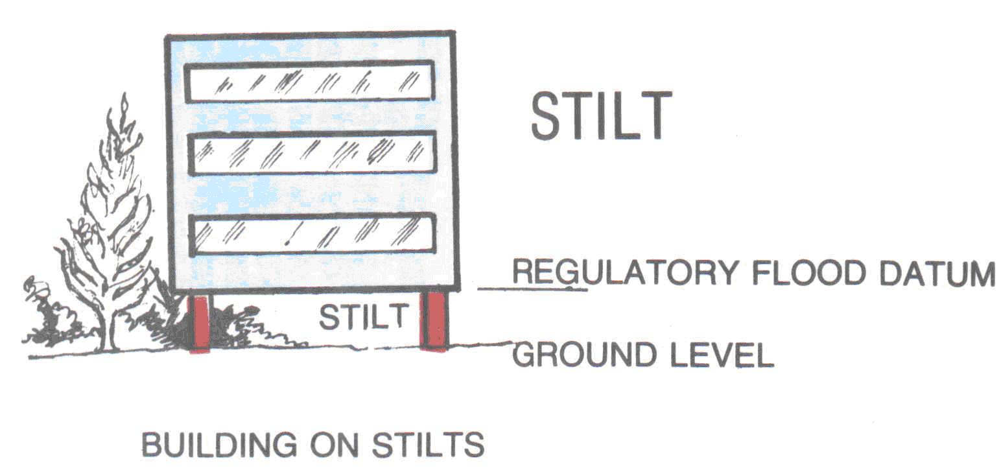 STILT
REGULATORY FLOOD DATUM
STILT
GROUND LEVEL
BUILDING ON STILTS